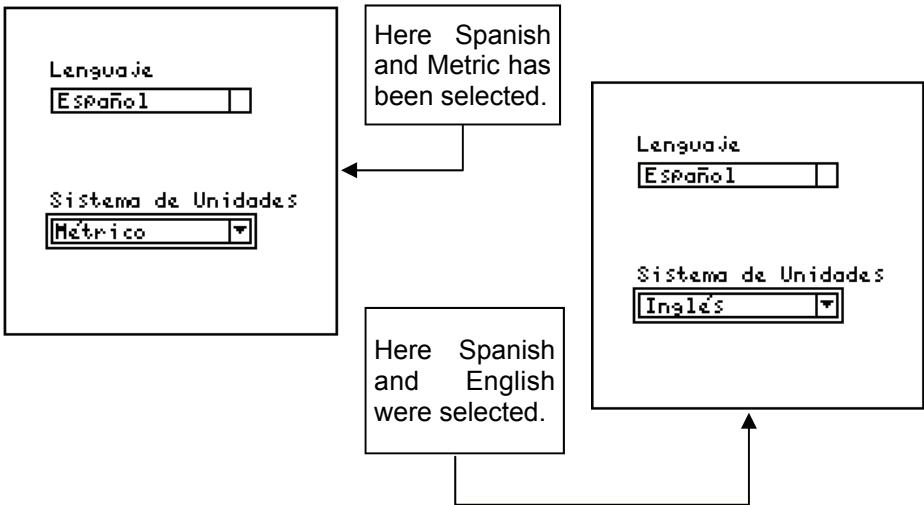 Lenguaje
Español
Sistema de Unidades
Métrico
Here Spanish
and Metric has
been selected.
Lenguaje
Español
Sistema de Unidades
Inglés
Here Spanish
and English
were selected.